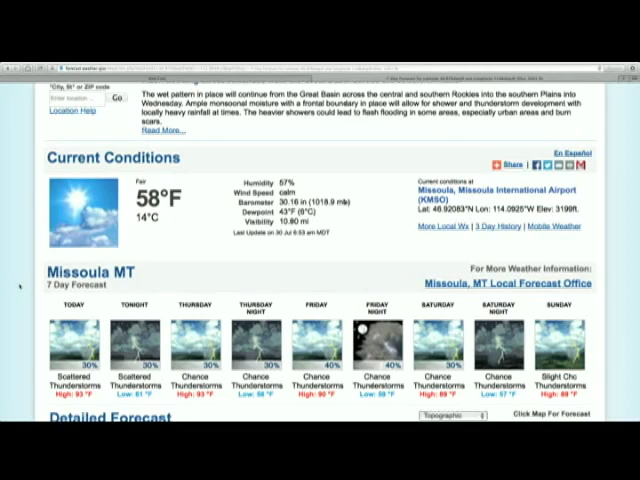 "City, St" or ZIP code
Enter location ...
Go
Location Help
The wet pattern in place will continue from the Great Basin across the central and southern Rockies into the southern Plains into
Wednesday. Ample monsoonal moisture with a frontal boundary in place will allow for shower and thunderstorm development with
locally heavy rainfall at times. The heavier showers could lead to flash flooding in some areas, especially urban areas and burn
scars.
Read More...
Current Conditions
En Español
Share
Fair
58°F
14°C
Humidity 57%
Wind Speed calm
Barometer 30.16 in (1018.9 mb)
Dewpoint 43°F (6°C)
Visibility 10.00 mi
Last Update on 30 Jul 6:53 am MDT
Current conditions at
Missoula, Missoula International Airport
(KMSO)
Lat: 46.92083°N Lon: 114.0925°W Elev: 3199ft.
More Local Wx | 3 Day History | Mobile Weather
Missoula MT
7 Day Forecast
For More Weather Information:
Missoula, MT Local Forecast Office
TODAY
30%
Scattered
Thunderstorms
High: 93 °F
TONIGHT
30%
Scattered
Thunderstorms
Low: 61 °F
THURSDAY
30%
Chance
Thunderstorms
High: 93 °F
THURSDAY
NIGHT
30%
Chance
Thunderstorms
Low: 58 °F
FRIDAY
40%
Chance
Thunderstorms
High: 90 °F
FRIDAY
NIGHT
40%
Chance
Thunderstorms
Low: 59 °F
SATURDAY
30%
Chance
Thunderstorms
High: 89 °F
SATURDAY
NIGHT
Chance
Thunderstorms
Low: 57 °F
SUNDAY
Slight Chc
Thunderstorms
High: 89 °F
Detailed Forecast
Topographic
Click Map For Forecast